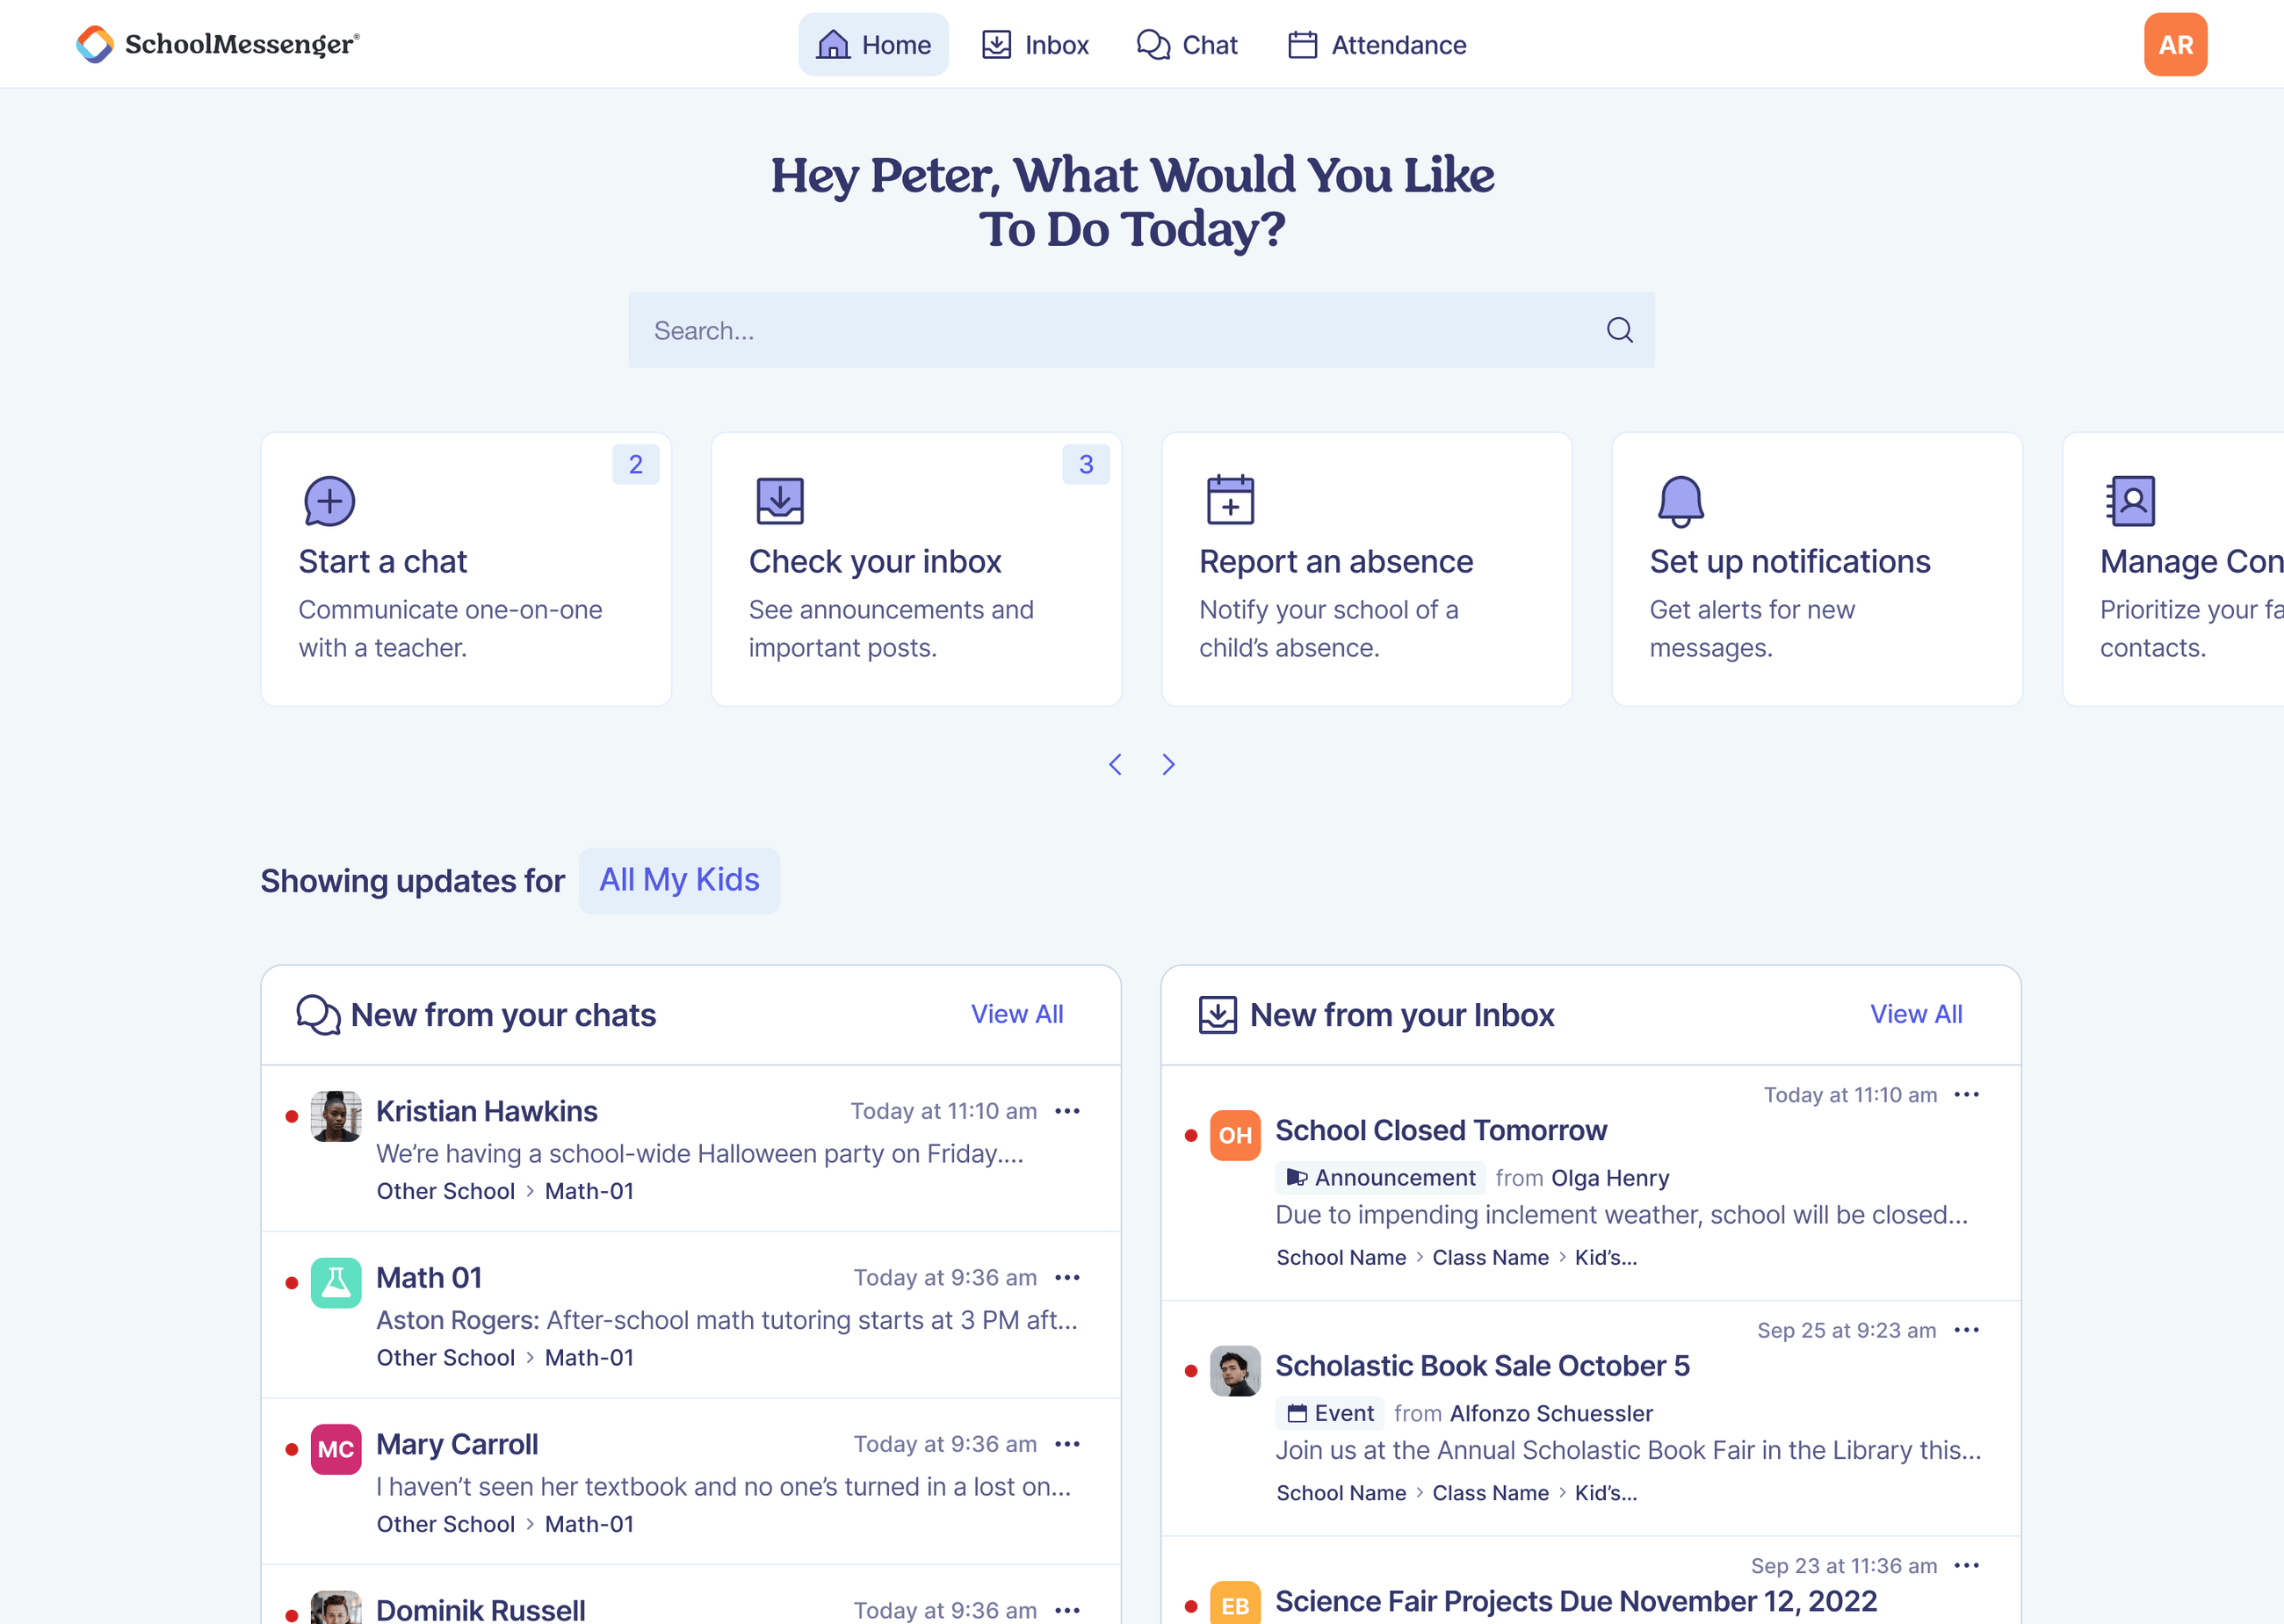 SchoolMessenger®
Home
Inbox
Chat
Attendance
AR
Hey Peter, What Would You Like
To Do Today?
Search...
2
Start a chat
Communicate one-on-one
with a teacher.
3
Check your inbox
See announcements and
important posts.
Report an absence
Notify your school of a
child’s absence.
Set up notifications
Get alerts for new
messages.
Manage Con
Prioritize your fa
contacts.
Showing updates for All My Kids
New from your chats
View All
Kristian Hawkins
Today at 11:10 am
We’re having a school-wide Halloween party on Friday....
Other School > Math-01
Math 01
Today at 9:36 am
Aston Rogers: After-school math tutoring starts at 3 PM aft...
Other School > Math-01
MC
Mary Carroll
Today at 9:36 am
I haven’t seen her textbook and no one’s turned in a lost on...
Other School > Math-01
Dominik Russell
Today at 9:36 am
New from your Inbox
View All
Today at 11:10 am
OH
School Closed Tomorrow
Announcement from Olga Henry
Due to impending inclement weather, school will be closed...
School Name > Class Name > Kid’s...
Sep 25 at 9:23 am
Scholastic Book Sale October 5
Event from Alfonzo Schuessler
Join us at the Annual Scholastic Book Fair in the Library this...
School Name > Class Name > Kid’s...
Sep 23 at 11:36 am
EB
Science Fair Projects Due November 12, 2022